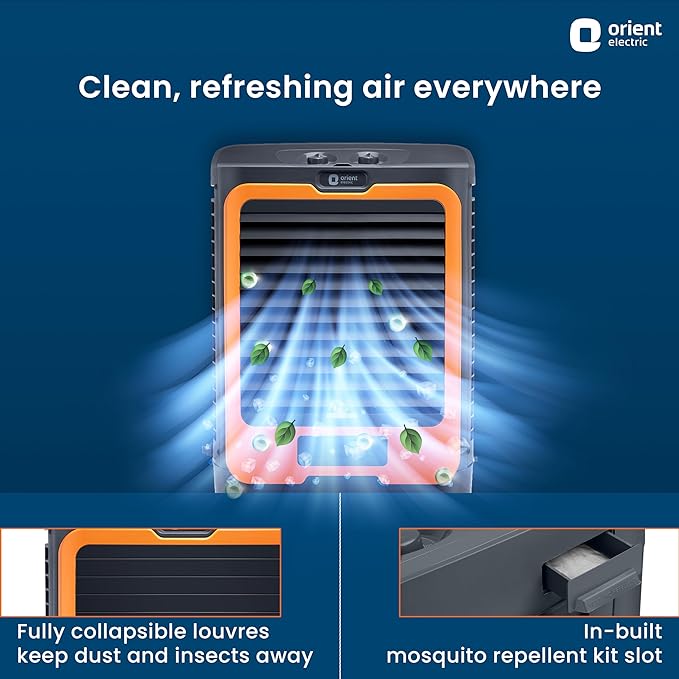 orient
electric
Clean, refreshing air everywhere
orient
electric
Fully collapsible louvres
keep dust and insects away
In-built
mosquito repellent kit slot